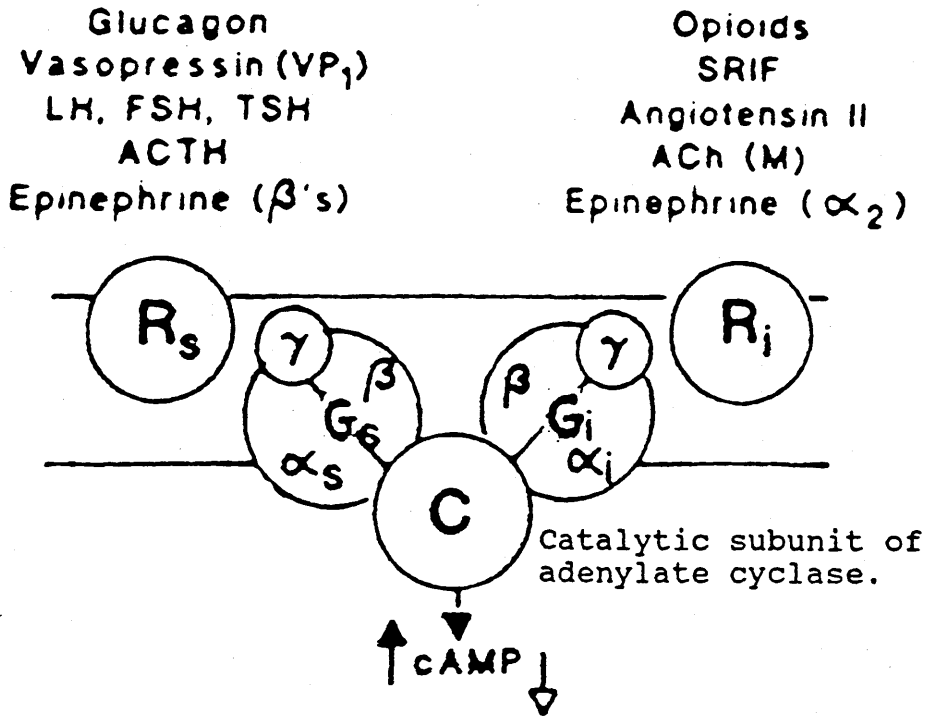 Glucagon
Vasopressin (VP₁)
LH, FSH, TSH
ACTH
Epinephrine (β's)
Opioids
SRIF
Angiotensin II
ACh (M)
Epinephrine (α₂)
Rₛ
γ
β
Gₛ
αₛ
γ
β
Gᵢ
αᵢ
Rᵢ
C
Catalytic subunit of
adenylate cyclase.
cAMP